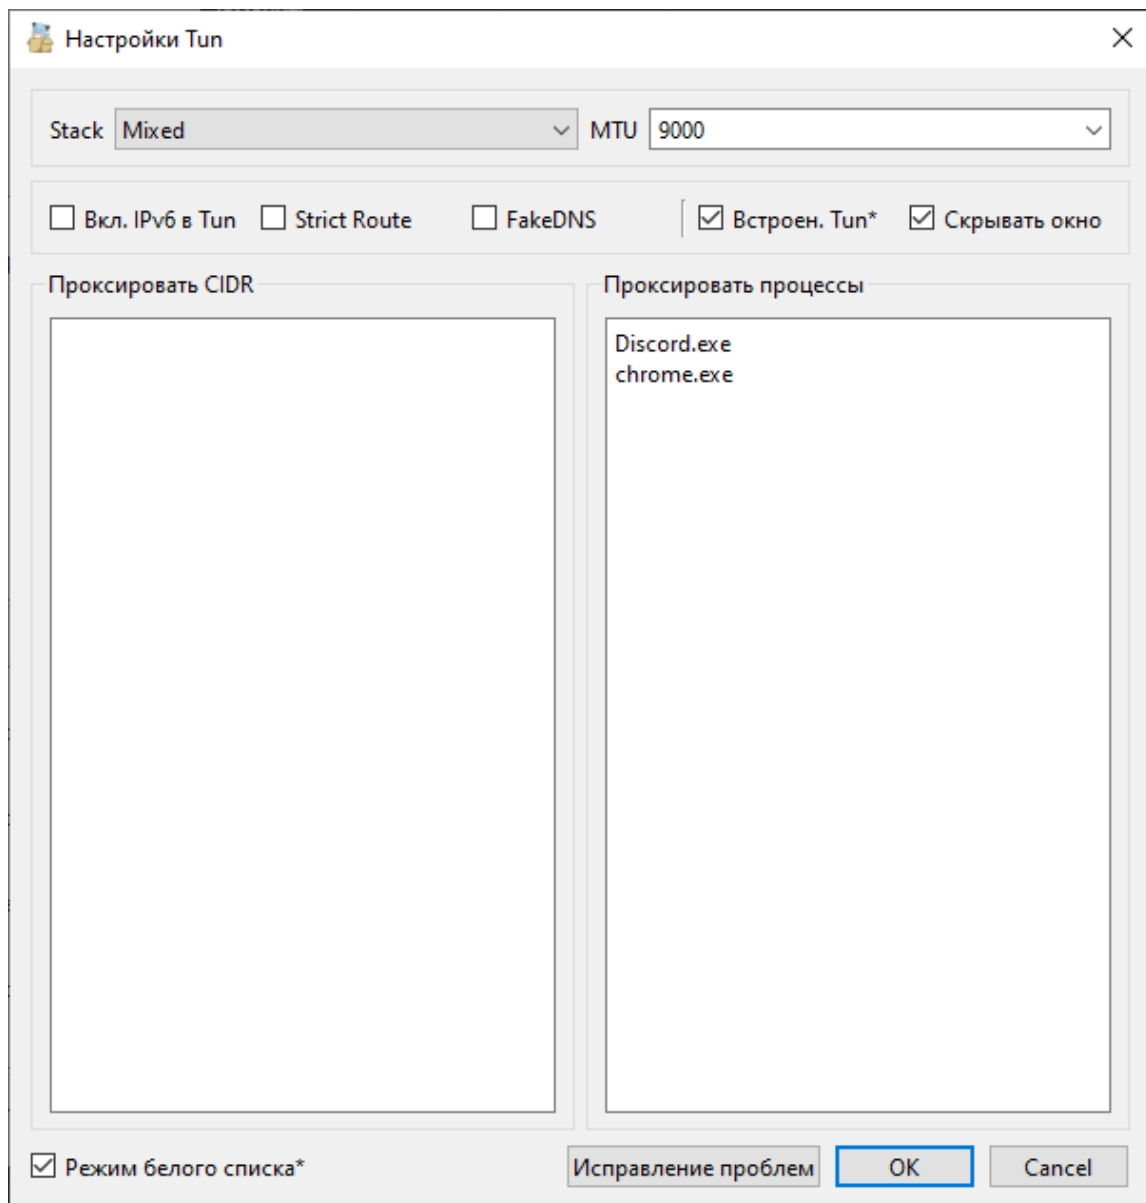 Настройки Tun
Stack Mixed MTU 9000
Вкл. IPv6 в Tun Strict Route FakeDNS Встроен. Tun* Скрывать окно
Проксировать CIDR Проксировать процессы
Discord.exe
chrome.exe
Режим белого списка* Исправление проблем OK Cancel